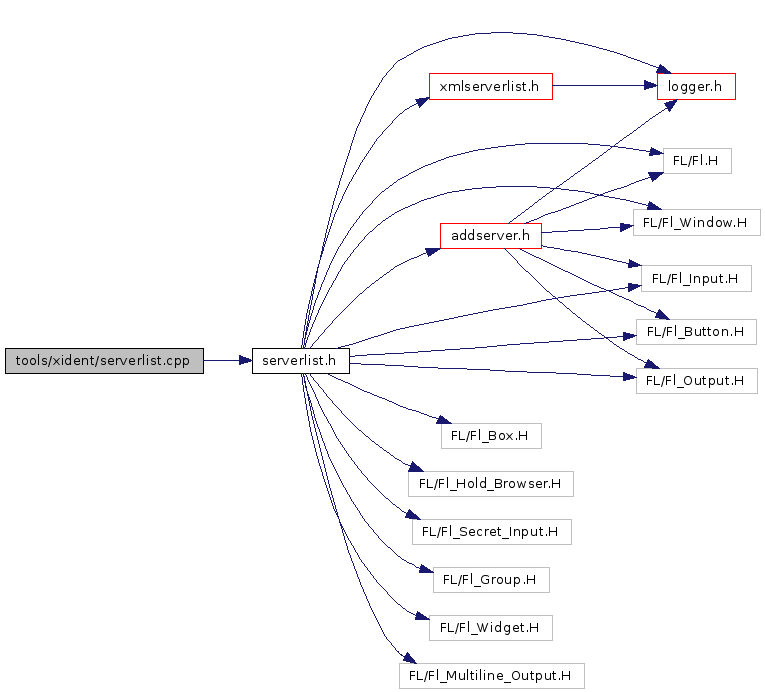 xmlserverlist.h
logger.h
FL/Fl.H
FL/Fl_Window.H
addserver.h
FL/Fl_Input.H
FL/Fl_Button.H
tools/xident/serverlist.cpp
serverlist.h
FL/Fl_Output.H
FL/Fl_Box.H
FL/Fl_Hold_Browser.H
FL/Fl_Secret_Input.H
FL/Fl_Group.H
FL/Fl_Widget.H
FL/Fl_Multiline_Output.H